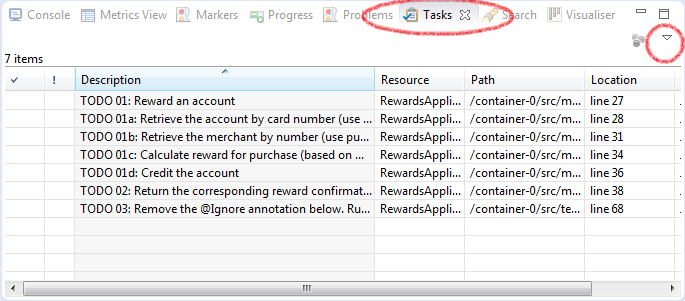 Console Metrics View Markers Progress Problems Tasks Search Visualiser
7 items
! Description Resource Path Location
TODO 01: Reward an account RewardsAppli... /container-0/src/m... line 27
TODO 01a: Retrieve the account by card number (use ... RewardsAppli... /container-0/src/m... line 28
TODO 01b: Retrieve the merchant by number (use pu... RewardsAppli... /container-0/src/m... line 31
TODO 01c: Calculate reward for purchase (based on ... RewardsAppli... /container-0/src/m... line 34
TODO 01d: Credit the account RewardsAppli... /container-0/src/m... line 36
TODO 02: Return the corresponding reward confirmat... RewardsAppli... /container-0/src/m... line 38
TODO 03: Remove the @Ignore annotation below. Ru... RewardsAppli... /container-0/src/te... line 68